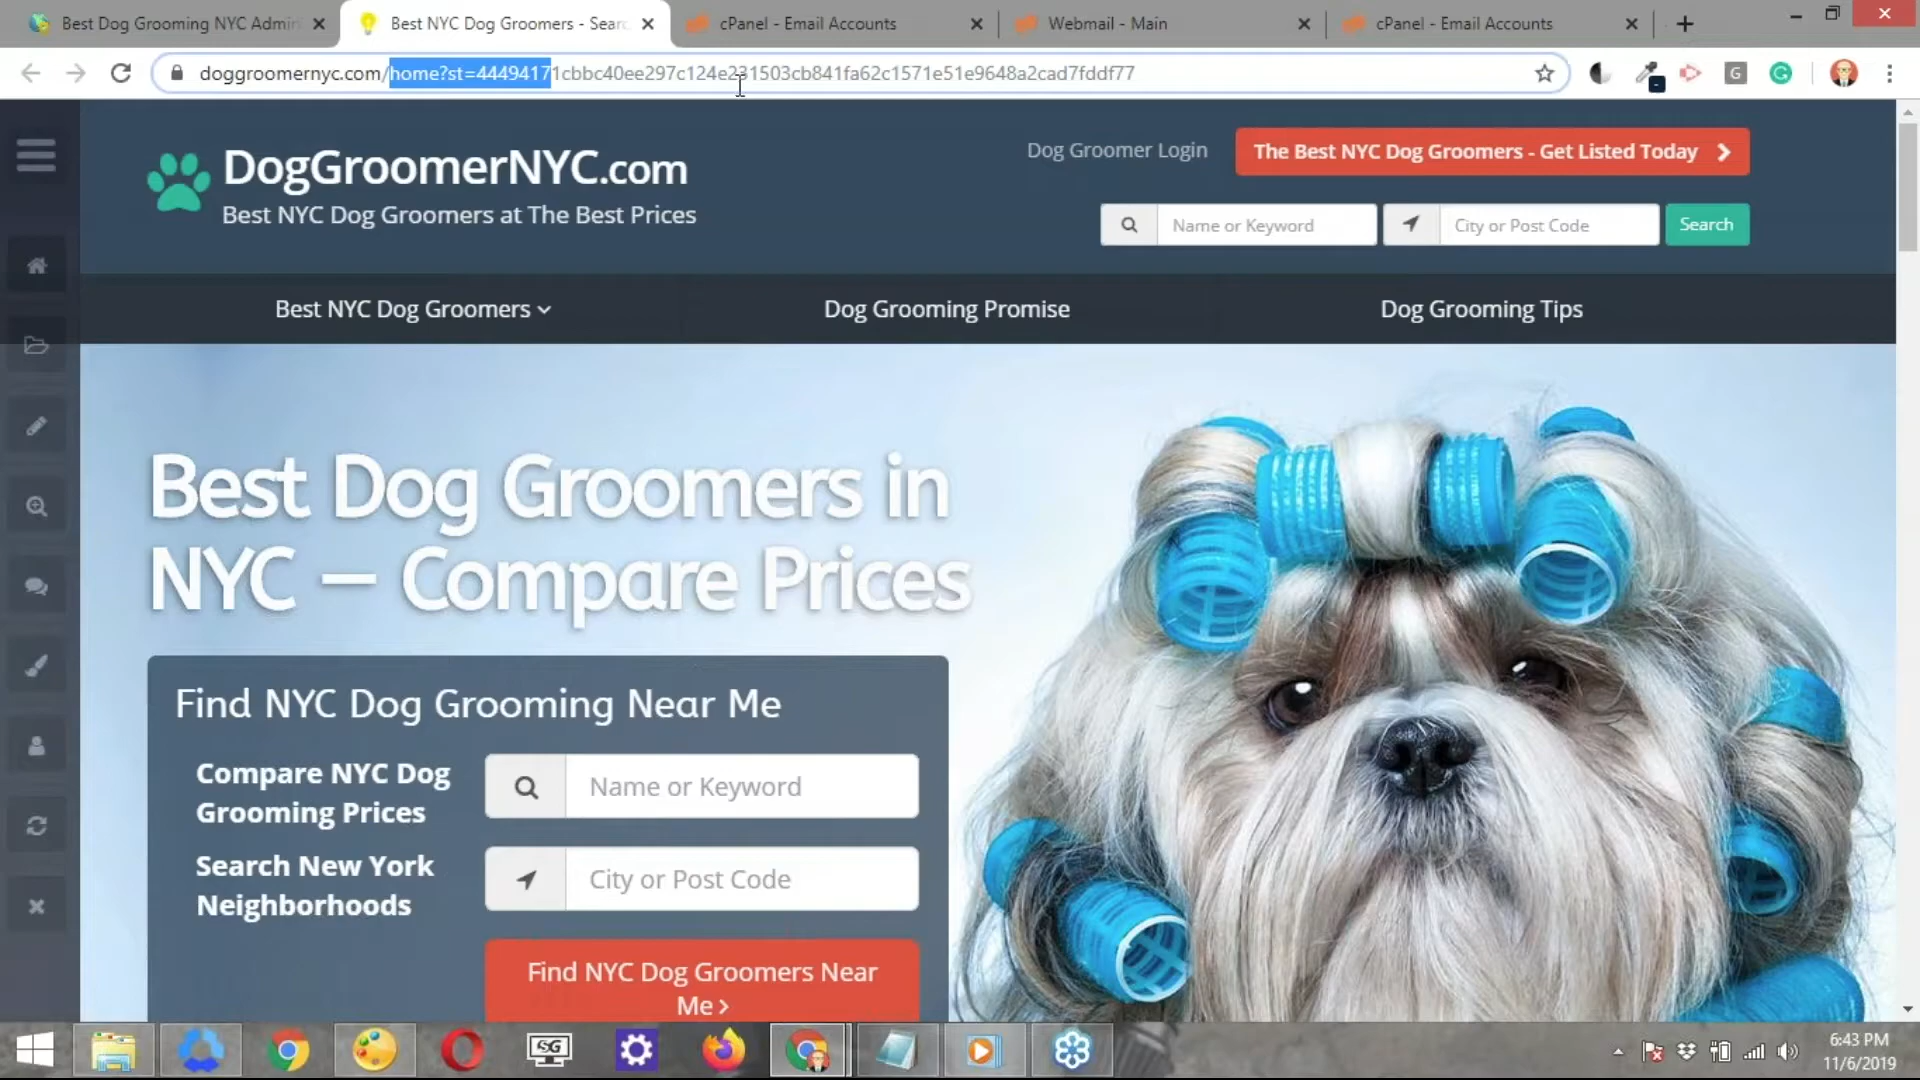 Best Dog Grooming NYC Admin
Best NYC Dog Groomers - Sear
cPanel - Email Accounts
Webmail - Main
cPanel - Email Accounts
doggroomernyc.com/home?st=44494171cbbc40ee297c124e231503cb841fa62c1571e51e9648a2cad7fddf77
G
DogGroomerNYC.com
Best NYC Dog Groomers at The Best Prices
Dog Groomer Login
The Best NYC Dog Groomers - Get Listed Today
Name or Keyword
City or Post Code
Search
Best NYC Dog Groomers
Dog Grooming Promise
Dog Grooming Tips
Best Dog Groomers in
NYC – Compare Prices
Find NYC Dog Grooming Near Me
Compare NYC Dog
Grooming Prices
Name or Keyword
Search New York
Neighborhoods
City or Post Code
Find NYC Dog Groomers Near
Me >
SG
6:43 PM
11/6/2019